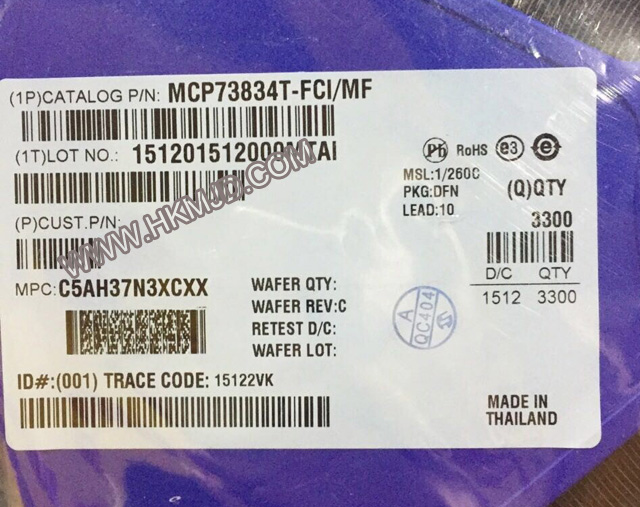 (1P)CATALOG P/N: MCP73834T-FCI/MF
(1T)LOT NO.: 151201512000MTAI
Pb RoHS e3 e
MSL:1/260C
PKG:DFN
LEAD:10
(Q)QTY
3300
(P)CUST.P/N:
WWW.HKMJD.COM
D/C QTY
1512 3300
MPC: C5AH37N3XCXX
WAFER QTY:
WAFER REV:C
RETEST D/C:
WAFER LOT:
A
QC404
ID#:(001) TRACE CODE: 15122VK
MADE IN
THAILAND